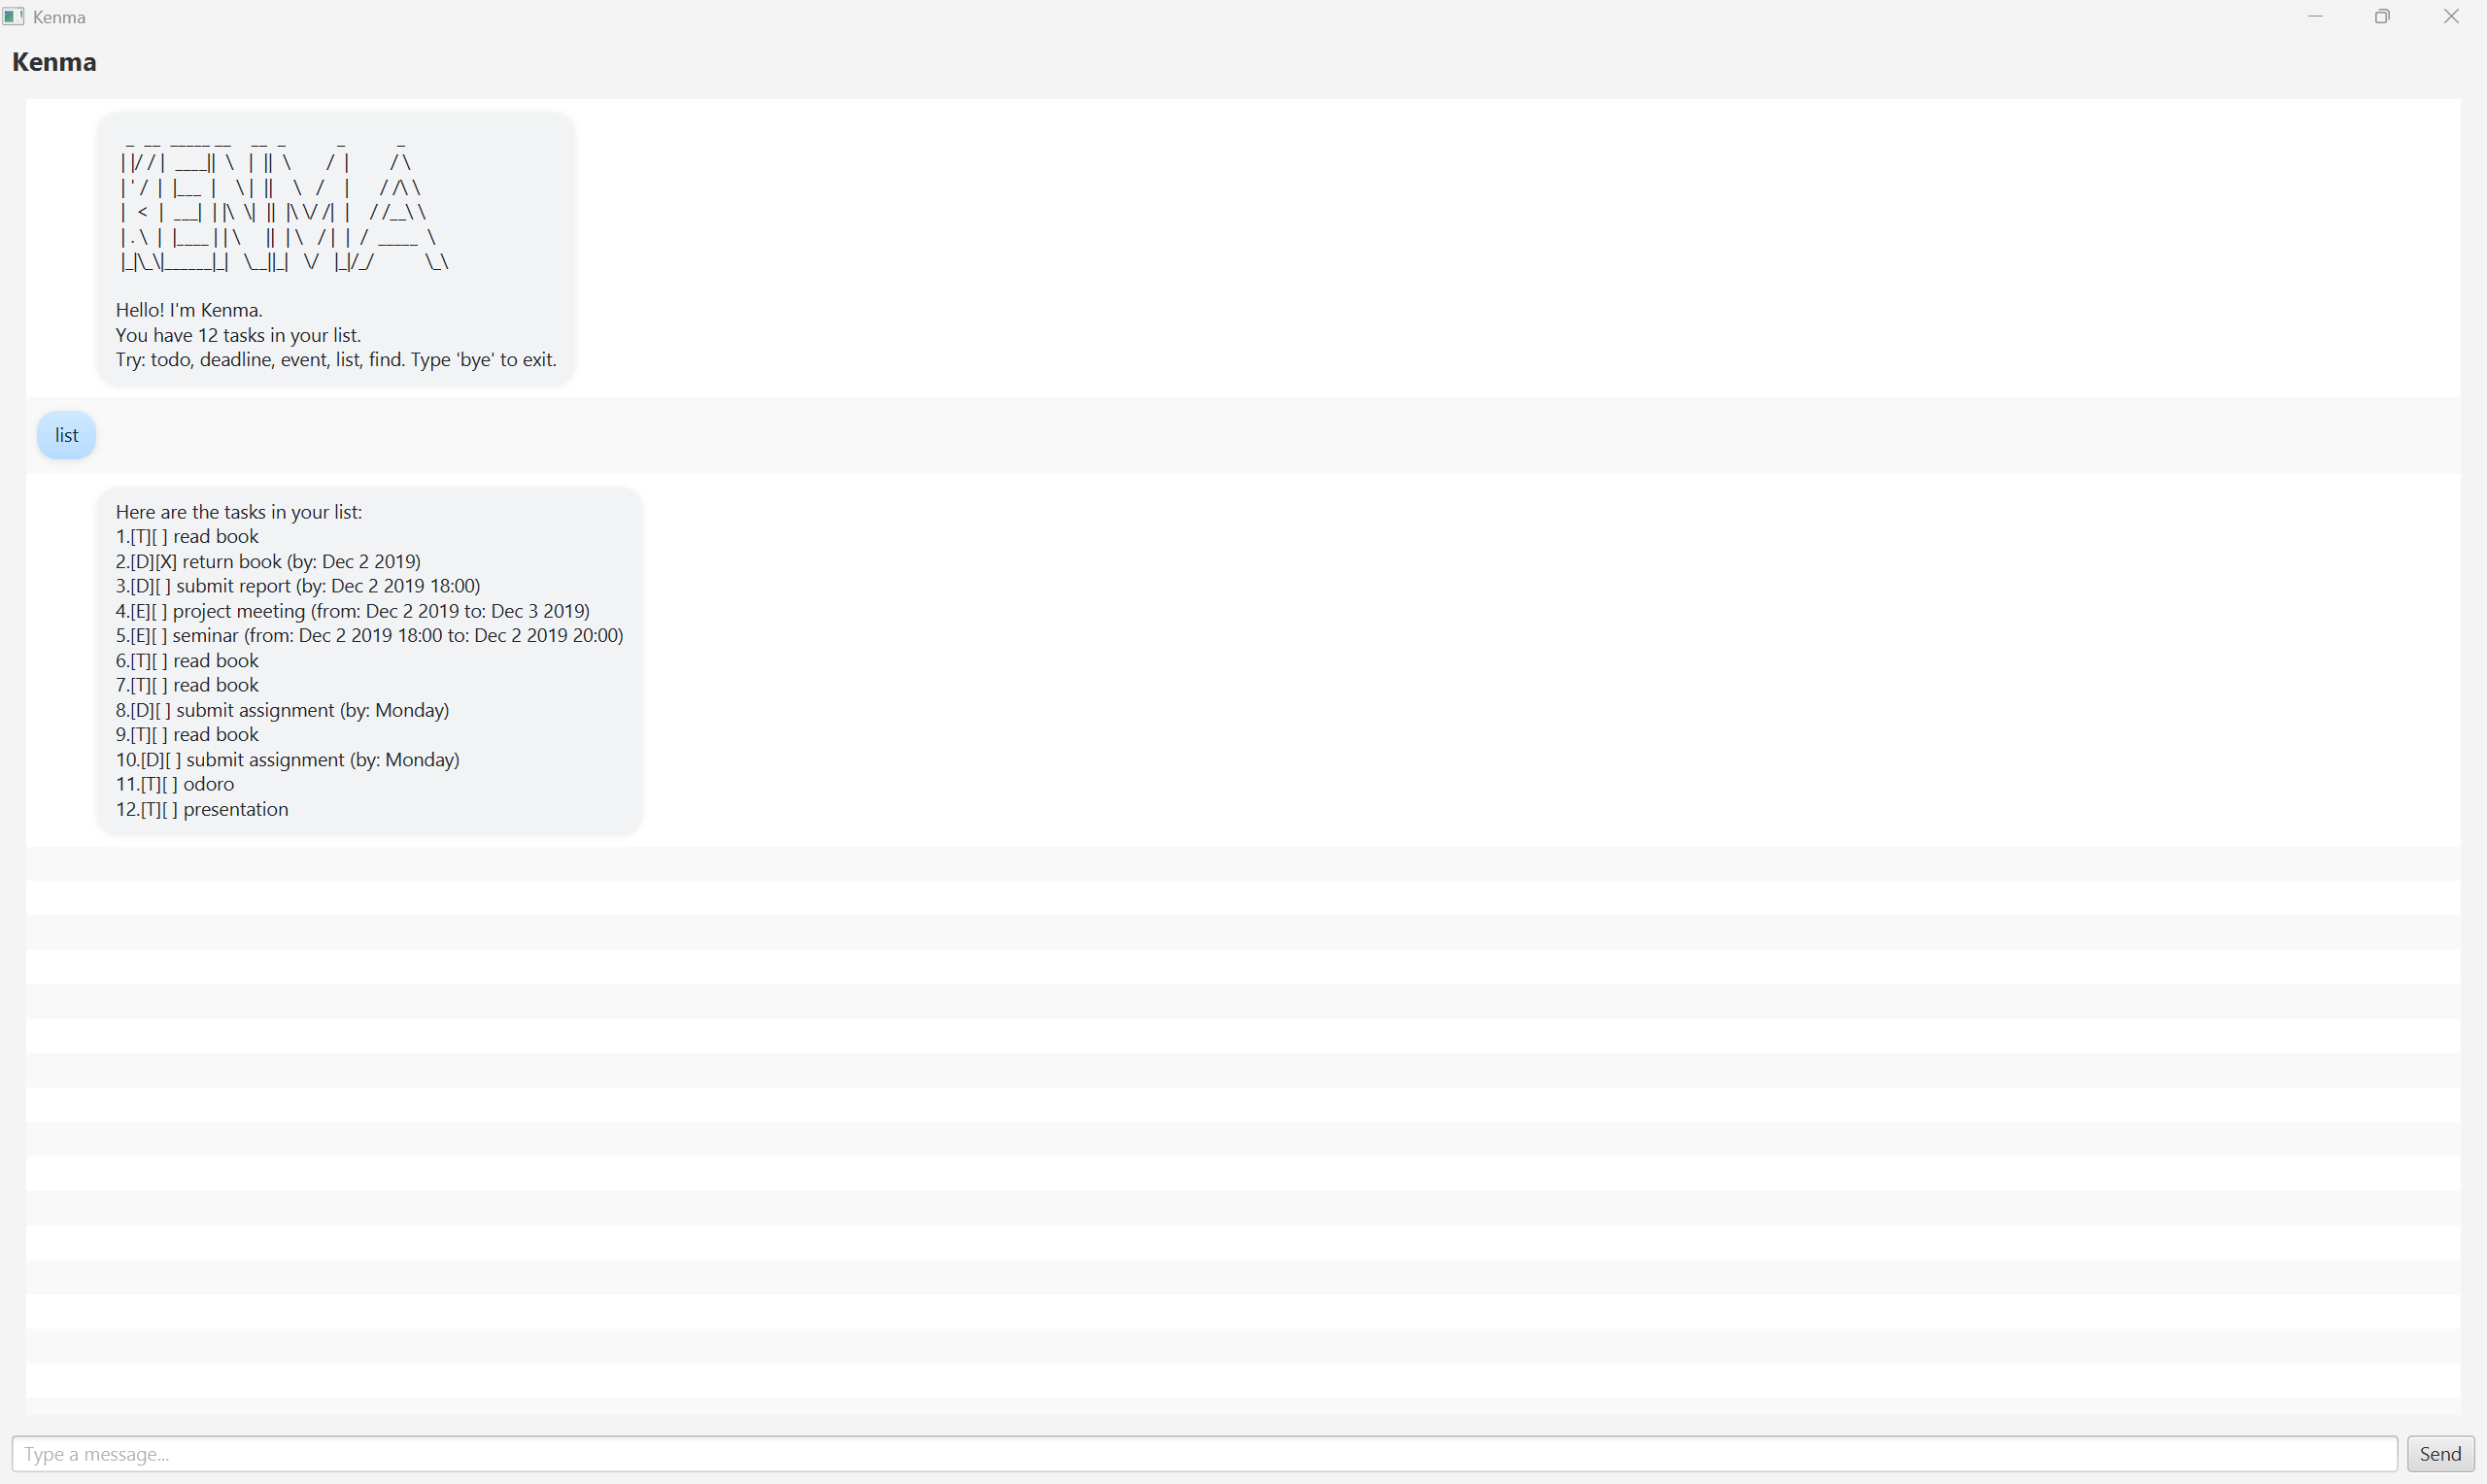 Kenma
Kenma
Hello! I'm Kenma.
You have 12 tasks in your list.
Try: todo, deadline, event, list, find. Type 'bye' to exit.
list
Here are the tasks in your list:
1.[T][ ] read book
2.[D][X] return book (by: Dec 2 2019)
3.[D][ ] submit report (by: Dec 2 2019 18:00)
4.[E][ ] project meeting (from: Dec 2 2019 to: Dec 3 2019)
5.[E][ ] seminar (from: Dec 2 2019 18:00 to: Dec 2 2019 20:00)
6.[T][ ] read book
7.[T][ ] read book
8.[D][ ] submit assignment (by: Monday)
9.[T][ ] read book
10.[D][ ] submit assignment (by: Monday)
11.[T][ ] odoro
12.[T][ ] presentation
Type a message...
Send